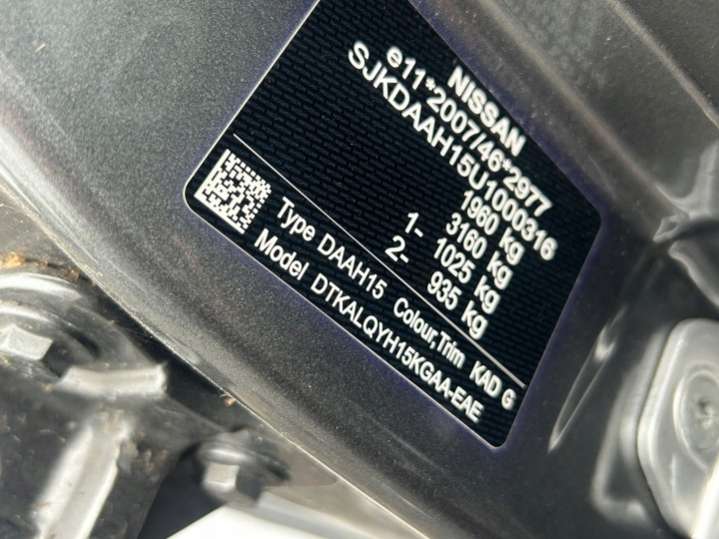 NISSAN
e11*2007/46*2977
SJKDAAH15U1000316
1960 kg
3160 kg
1- 1025 kg
2- 935 kg
Type DAAH15 Colour,Trim KAD G
Model DTKALQYH15KGAA-EAE